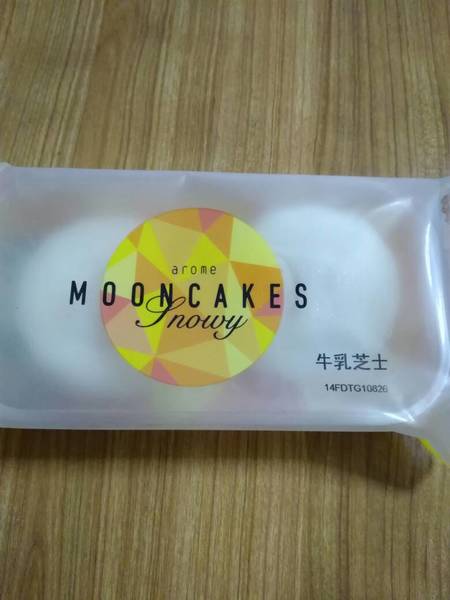 arome
MOONCAKES
Snowy
牛乳芝士
14FDTG10826